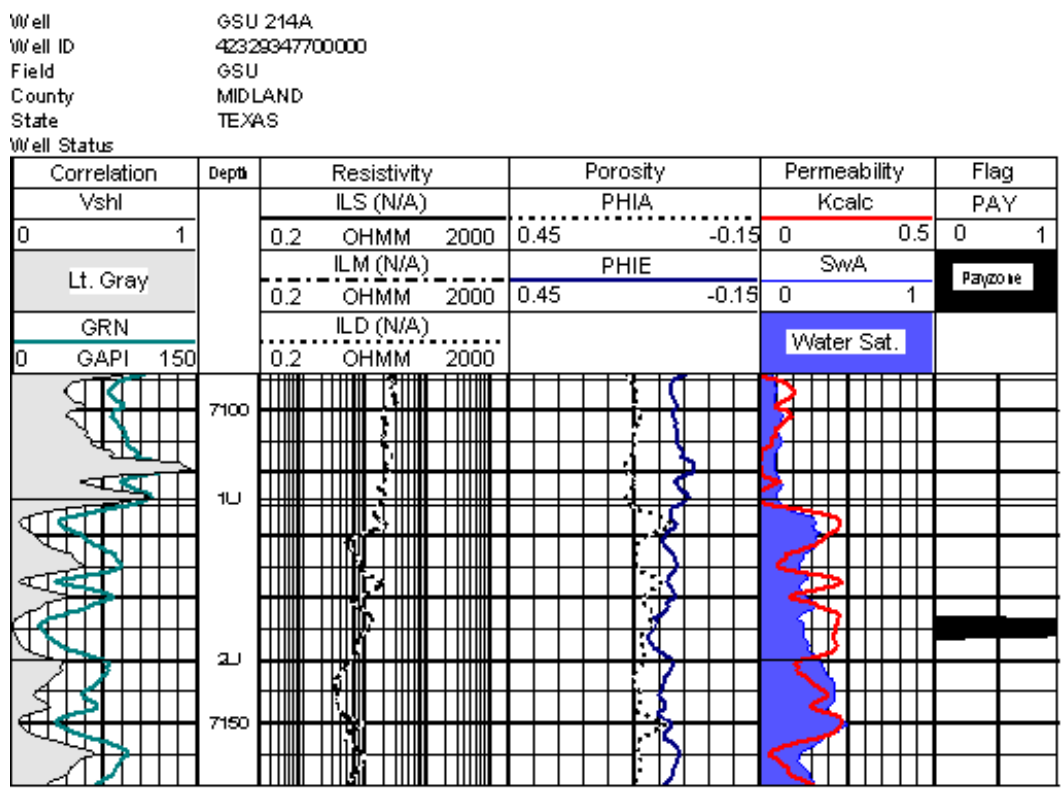 Well GSU 214A
Well ID 42329347700000
Field GSU
County MIDLAND
State TEXAS
Well Status
Correlation Depth Resistivity Porosity Permeability Flag
Vshl ILS (N/A) PHIA Kcalc PAY
0 1 0.2 OHMM 2000 0.45 -0.15 0 0.5 0 1
Lt. Gray ILM (N/A) PHIE SwA Payzone
0.2 OHMM 2000 0.45 -0.15 0 1
GRN ILD (N/A) Water Sat.
0 GAPI 150 0.2 OHMM 2000
7100
1U
2U
7150